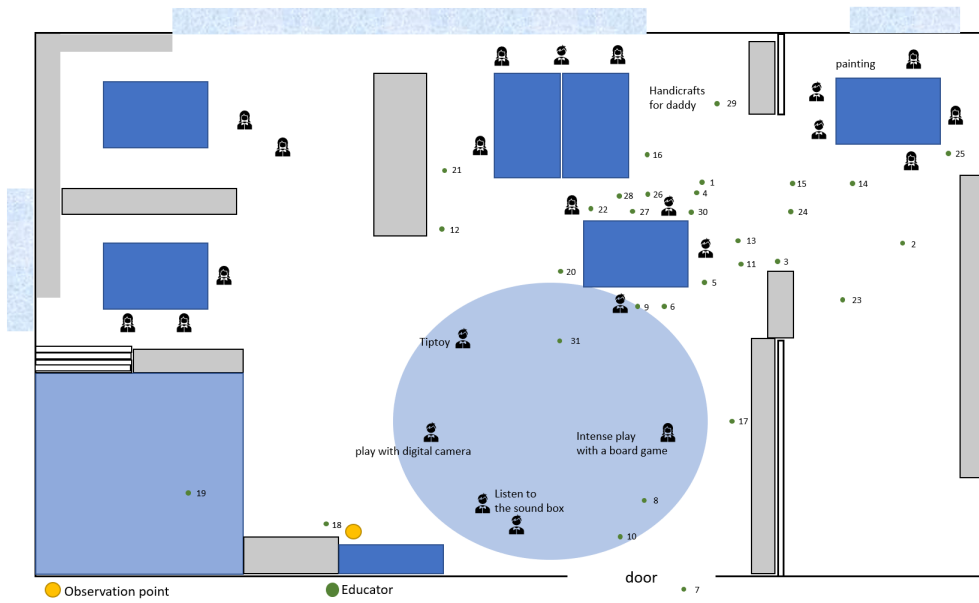 painting
Handicrafts
for daddy
29
25
16
21
1
15
14
28
26
4
22
27
30
24
12
13
2
11
3
20
5
23
9
6
Tiptoy
31
17
Intense play
with a board game
play with digital camera
19
Listen to
the sound box
8
18
10
door
Observation point
Educator
7